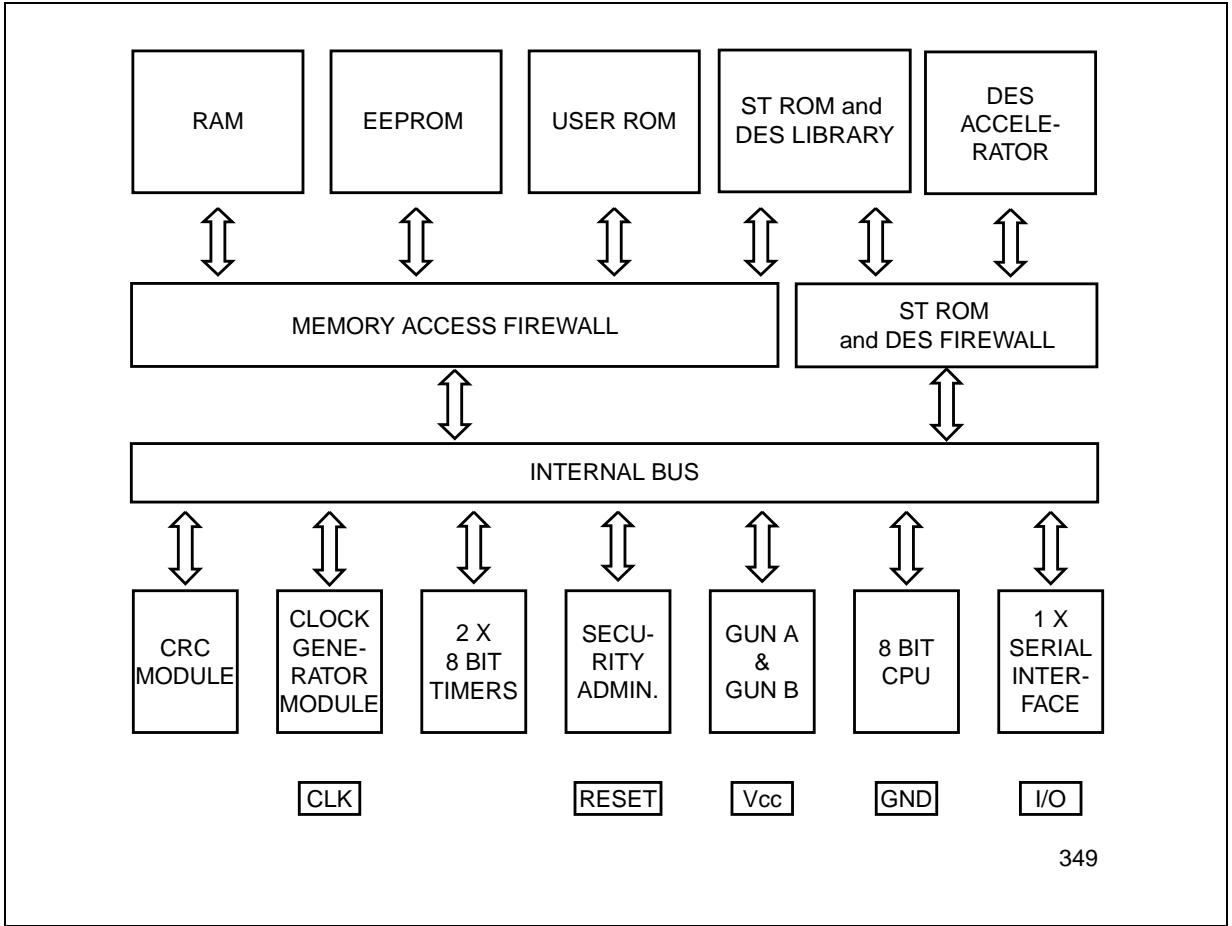 RAM
EEPROM
USER ROM
ST ROM and
DES LIBRARY
DES
ACCELE-
RATOR
MEMORY ACCESS FIREWALL
ST ROM
and DES FIREWALL
INTERNAL BUS
CRC
MODULE
CLOCK
GENE-
RATOR
MODULE
2 X
8 BIT
TIMERS
SECU-
RITY
ADMIN.
GUN A
&
GUN B
8 BIT
CPU
1 X
SERIAL
INTER-
FACE
CLK
RESET
Vcc
GND
I/O
349